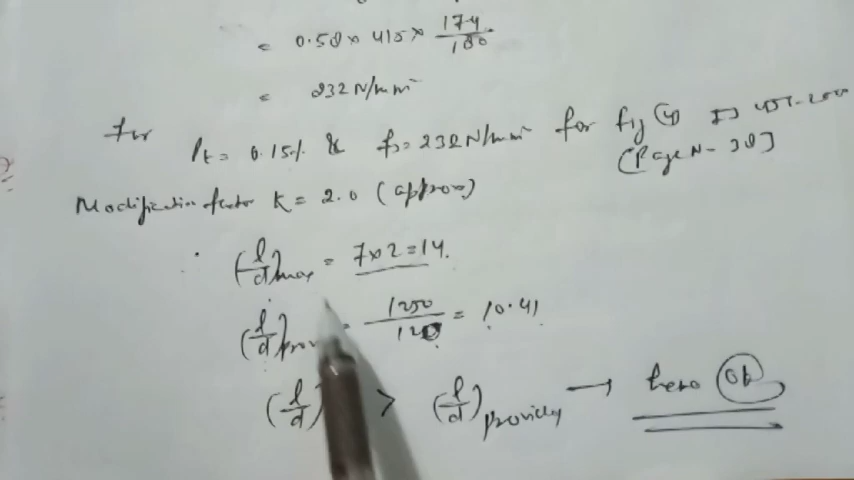 = 0.58 × 415 × 174/180
= 232 N/mm²
For
Pt = 0.15% & fs = 232 N/mm² for fig (4) IS 456-2000
[Page N - 38]
Modification factor K = 2.0 (approx)
∴ (l/d)max = 7×2 = 14.
(l/d)prov = 1250/120 = 10.41
(l/d) > (l/d) → hence OK